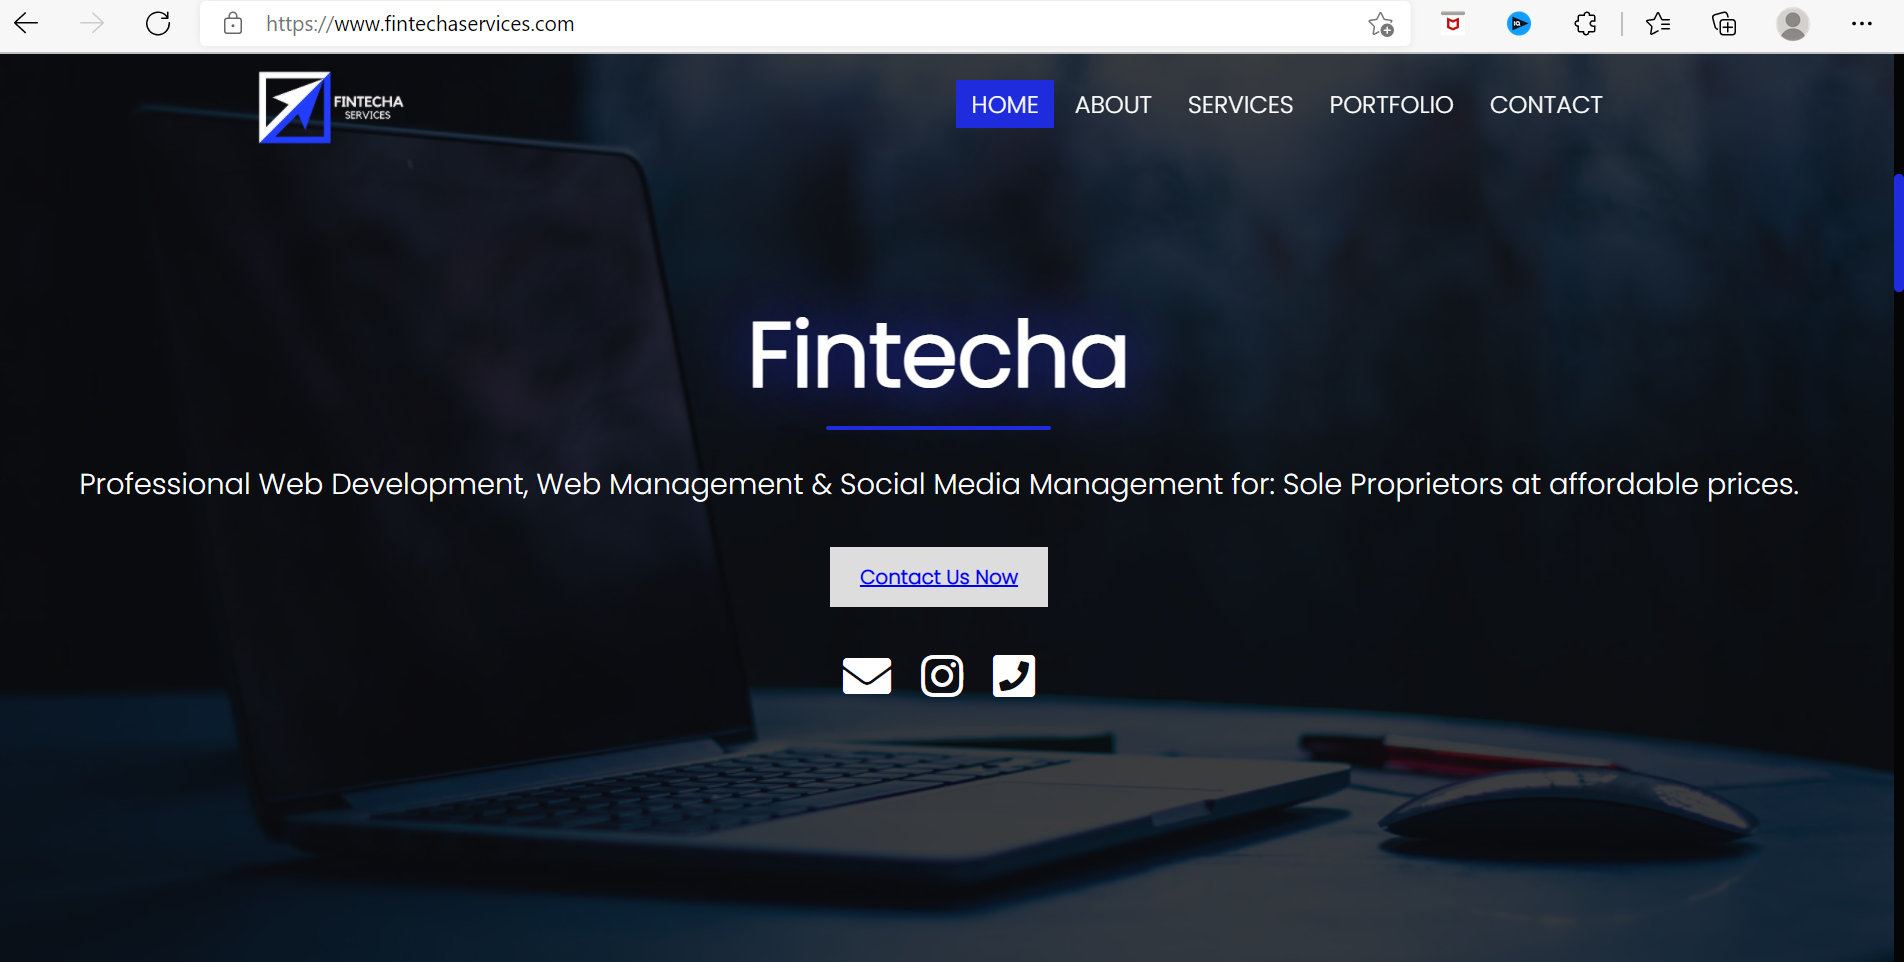 https://www.fintechaservices.com
FINTECHA
SERVICES
HOME ABOUT SERVICES PORTFOLIO CONTACT
Fintecha
Professional Web Development, Web Management & Social Media Management for: Sole Proprietors at affordable prices.
Contact Us Now